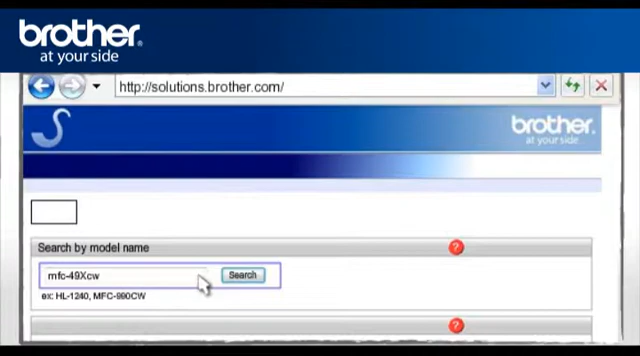 brother®
at your side
http://solutions.brother.com/
brother®
at your side
Search by model name
?
mfc-49Xcw
Search
ex: HL-1240, MFC-990CW
?